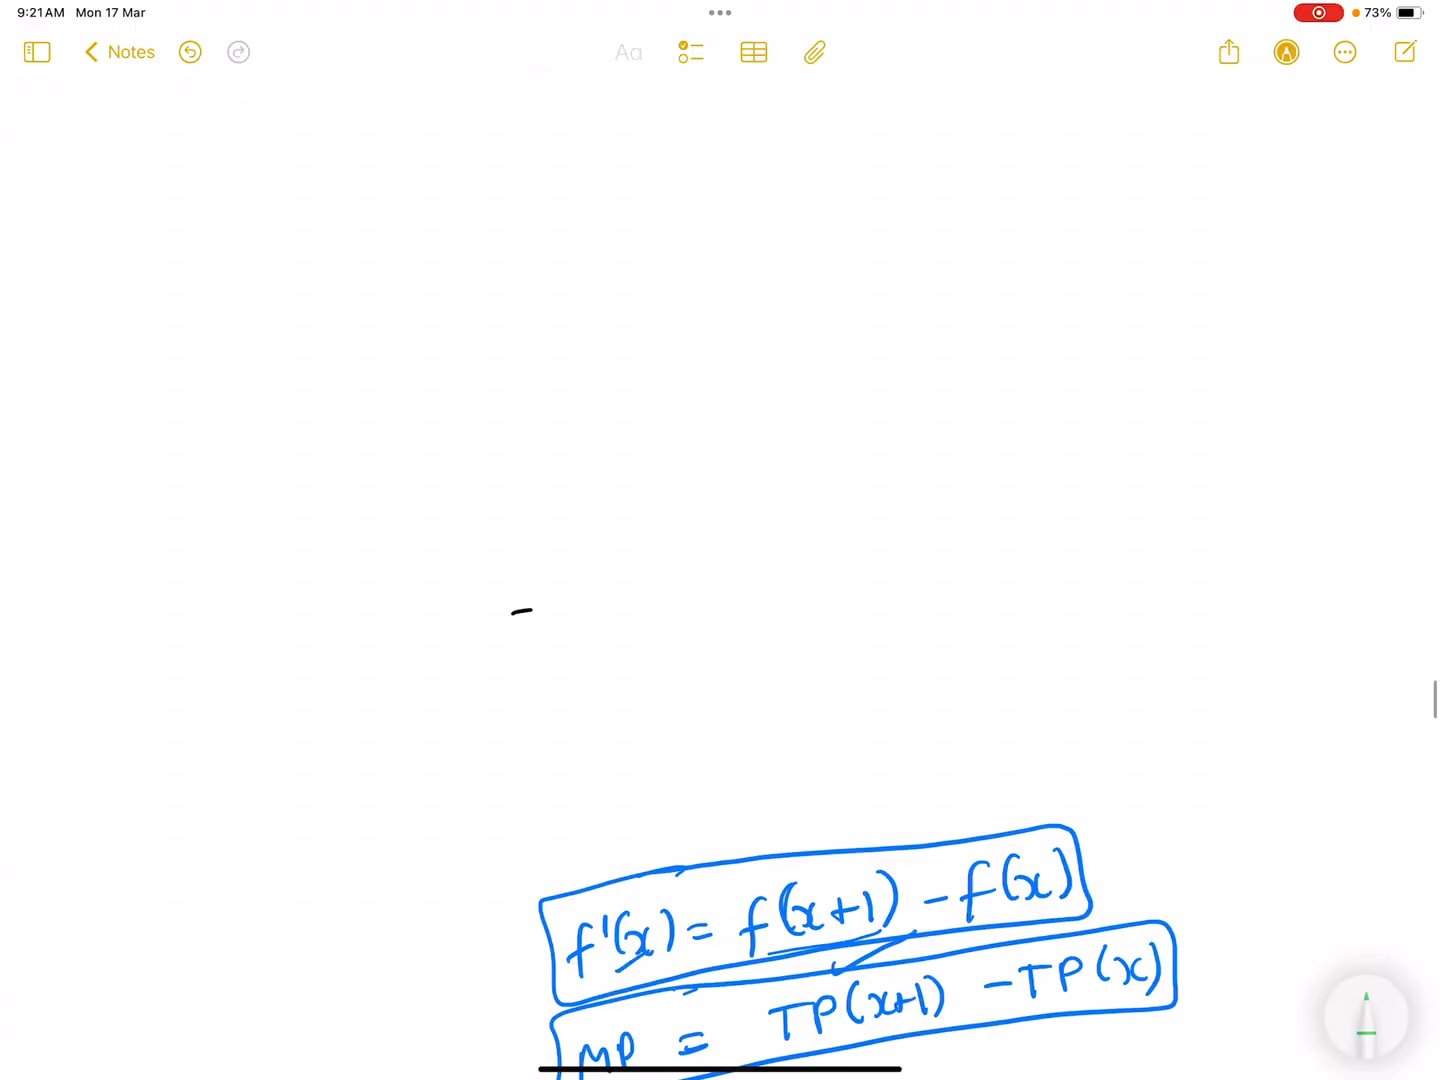 9:21 AM Mon 17 Mar 73%
Notes Aa
f'(x) = f(x+1) - f(x)
MP = TP(x+1) - TP(x)